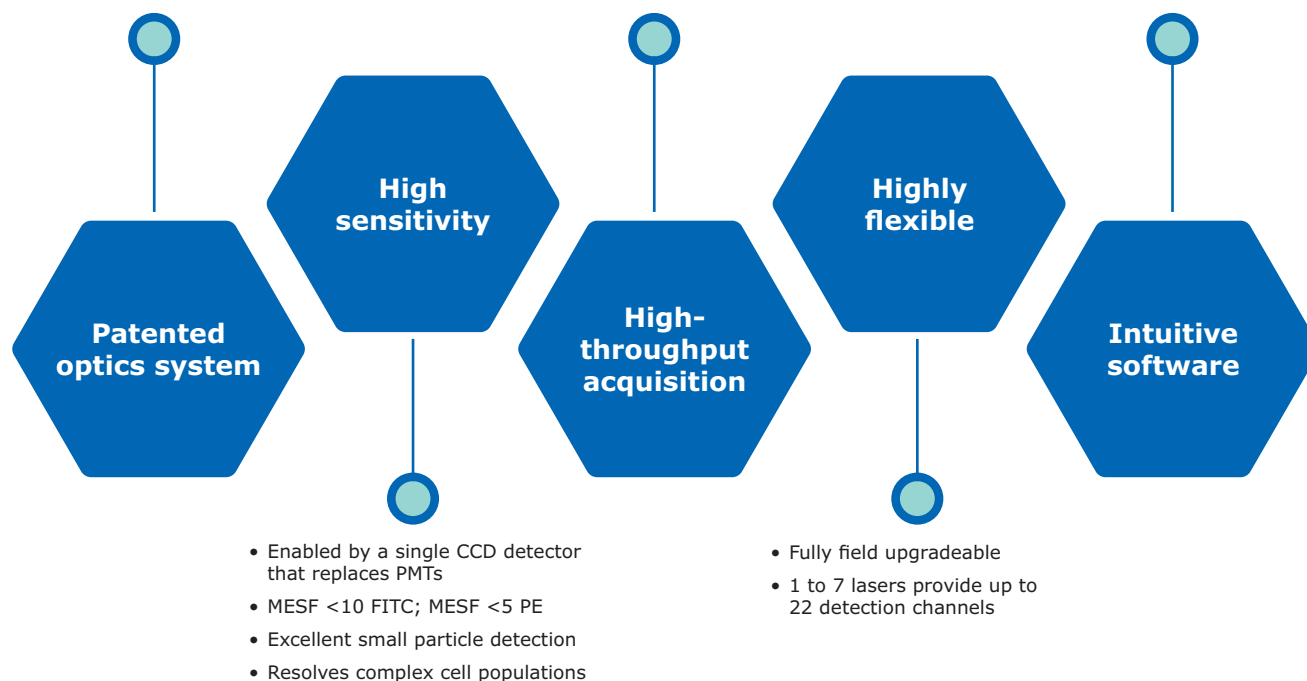 Patented
optics system
High
sensitivity
• Enabled by a single CCD detector
that replaces PMTs
• MESF <10 FITC; MESF <5 PE
• Excellent small particle detection
• Resolves complex cell populations
High-
throughput
acquisition
Highly
flexible
• Fully field upgradeable
• 1 to 7 lasers provide up to
22 detection channels
Intuitive
software